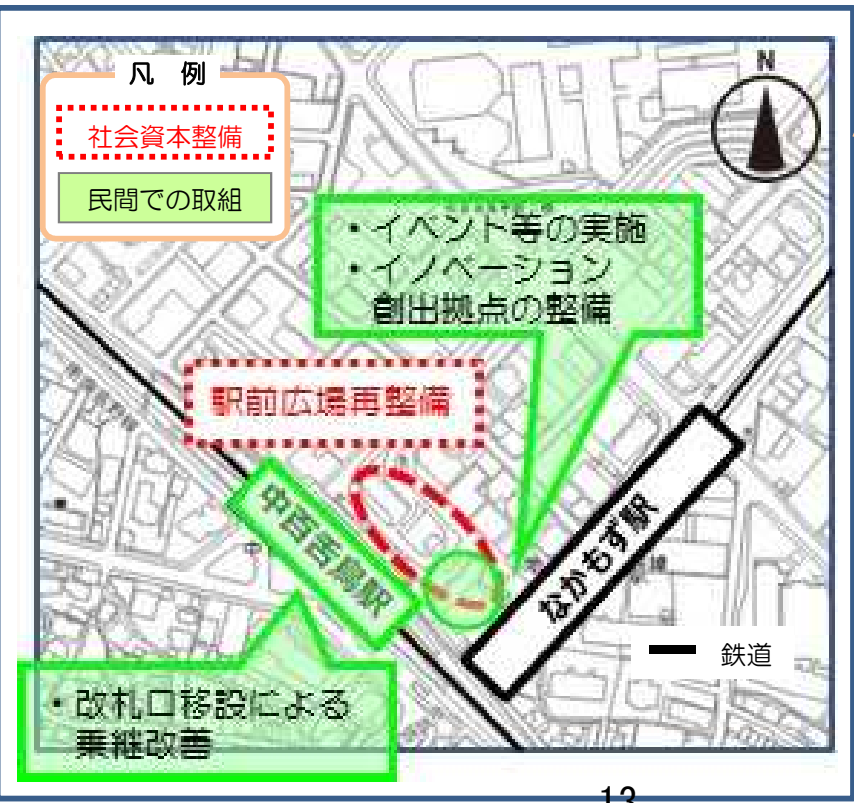 凡 例
社会資本整備
民間での取組
N
・イベント等の実施
・イノベーション
創出拠点の整備
駅前広場再整備
中百舌鳥駅
なかもず駅
鉄道
・改札口移設による
乗継改善
13